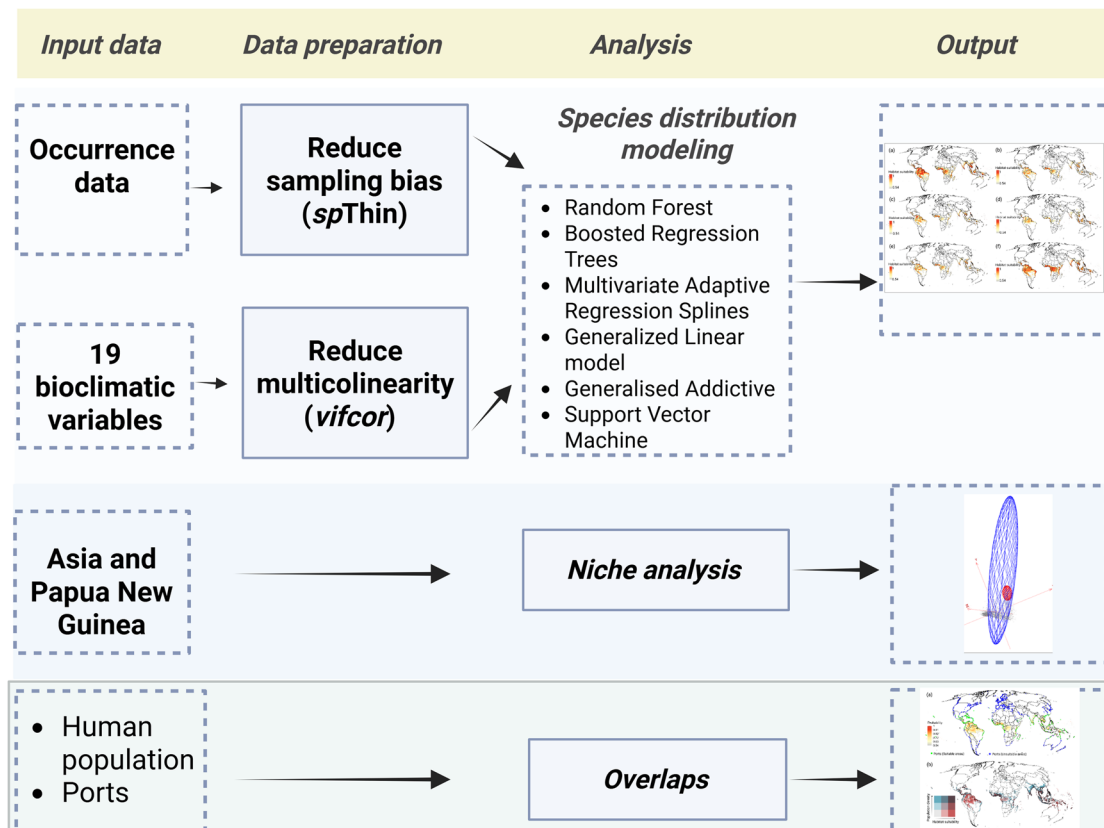 Input data
Data preparation
Analysis
Output
Occurrence
data
Reduce
sampling bias
(spThin)
Species distribution
modeling
19
bioclimatic
variables
Reduce
multicolinearity
(vifcor)
• Random Forest
• Boosted Regression
Trees
• Multivariate Adaptive
Regression Splines
• Generalized Linear
model
• Generalised Addictive
• Support Vector
Machine
(a)
(b)
(c)
(d)
(e)
(f)
Asia and
Papua New
Guinea
Niche analysis
• Human
population
• Ports
Overlaps
(a)
(b)